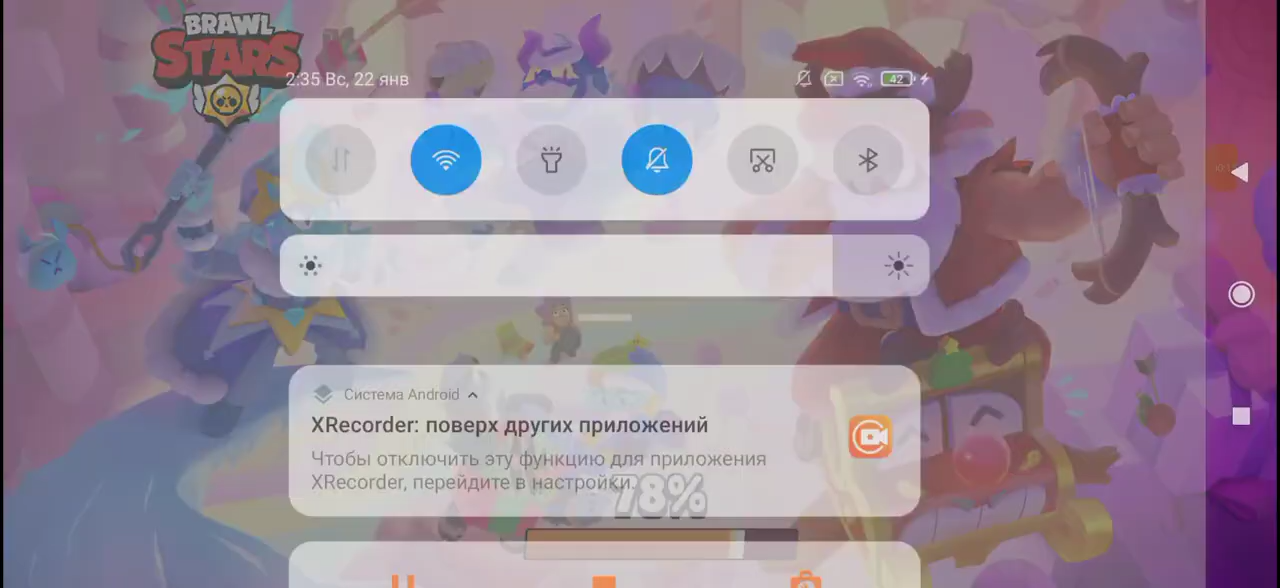 BRAWL
STARS
2:35 Вс, 22 янв
42
Система Android
XRecorder: поверх других приложений
Чтобы отключить эту функцию для приложения
XRecorder, перейдите в настройки.
78%